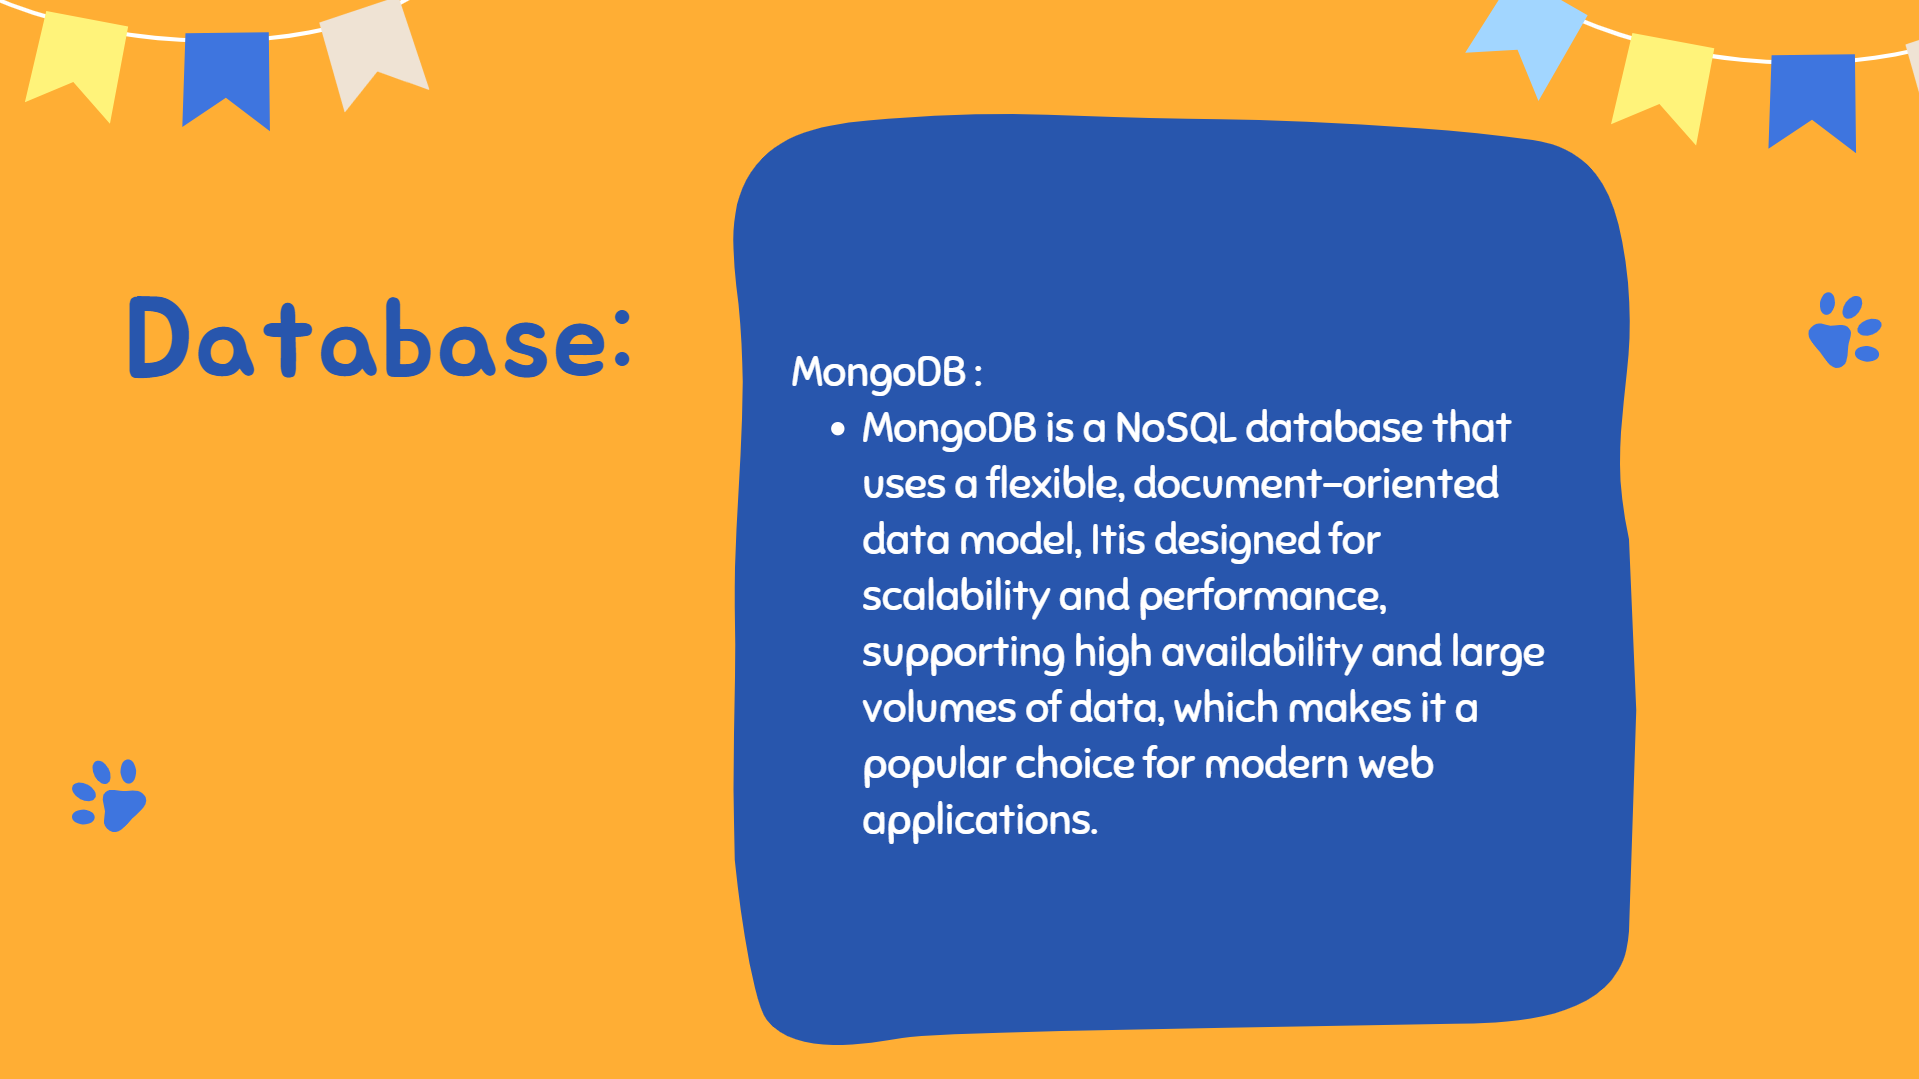 Database:
MongoDB :
• MongoDB is a NoSQL database that
uses a flexible, document-oriented
data model, Itis designed for
scalability and performance,
supporting high availability and large
volumes of data, which makes it a
popular choice for modern web
applications.